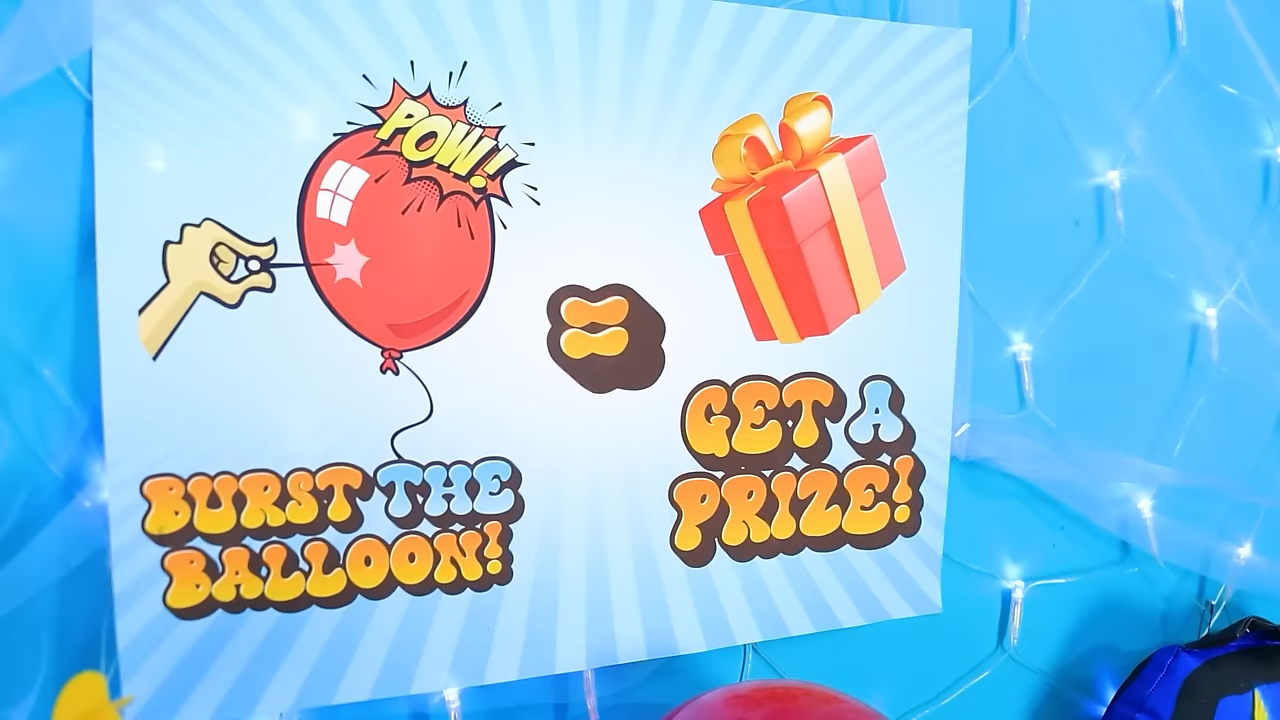 POW!
=
BURST THE
BALLOON!
GET A
PRIZE!